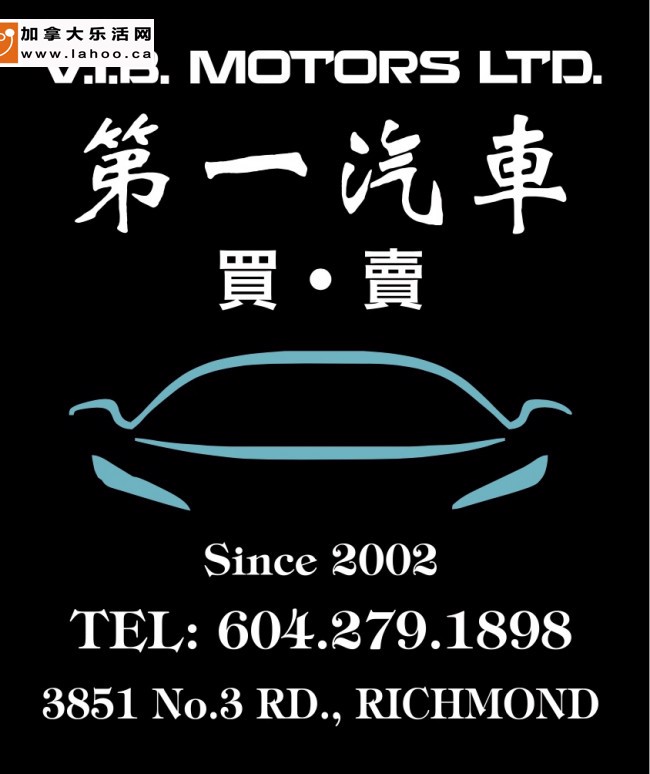 加拿大乐活网
www.lahoo.ca
V.I.B. MOTORS LTD.
第一汽車
買・賣
Since 2002
TEL: 604.279.1898
3851 No.3 RD., RICHMOND